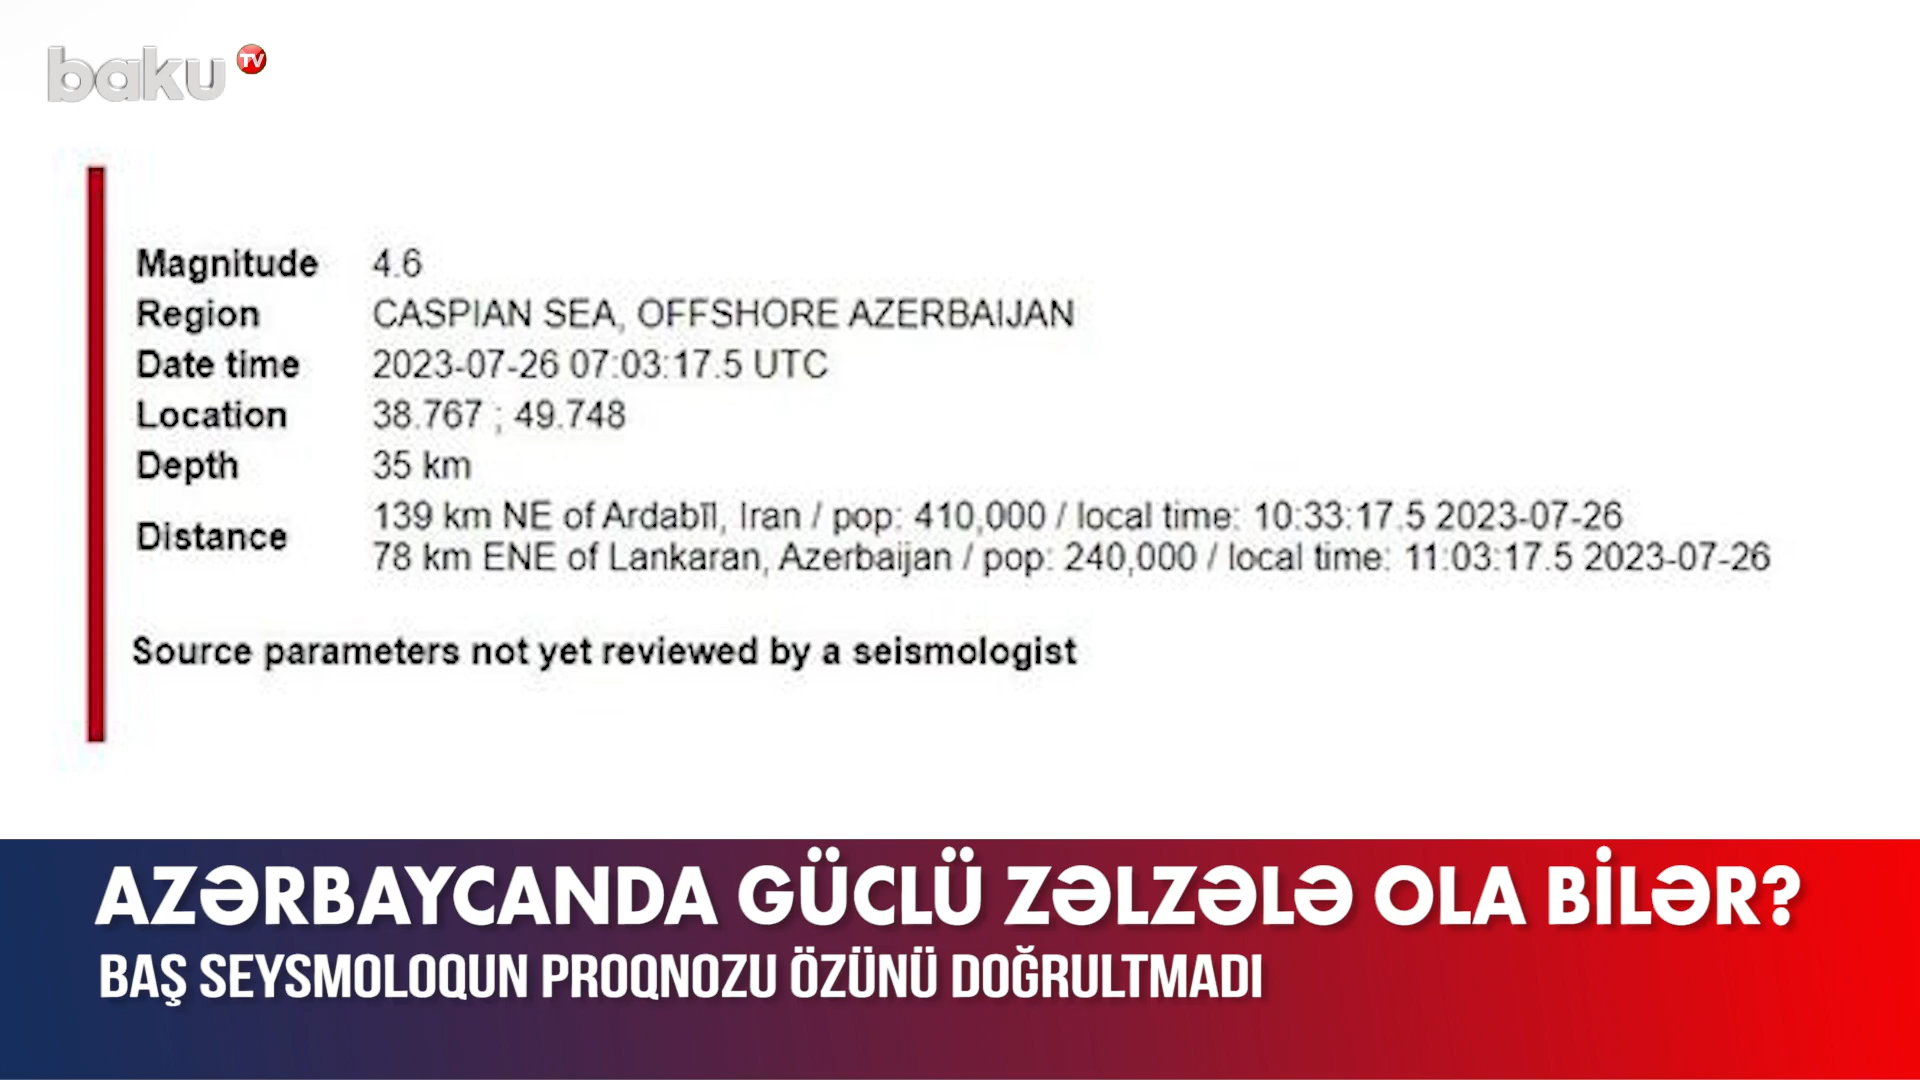 baku TV
Magnitude 4.6
Region CASPIAN SEA, OFFSHORE AZERBAIJAN
Date time 2023-07-26 07:03:17.5 UTC
Location 38.767 ; 49.748
Depth 35 km
Distance 139 km NE of Ardabīl, Iran / pop: 410,000 / local time: 10:33:17.5 2023-07-26
78 km ENE of Lankaran, Azerbaijan / pop: 240,000 / local time: 11:03:17.5 2023-07-26
Source parameters not yet reviewed by a seismologist
AZƏRBAYCANDA GÜCLÜ ZƏLZƏLƏ OLA BİLƏR?
BAŞ SEYSMOLOQUN PROQNOZU ÖZÜNÜ DOĞRULTMADI